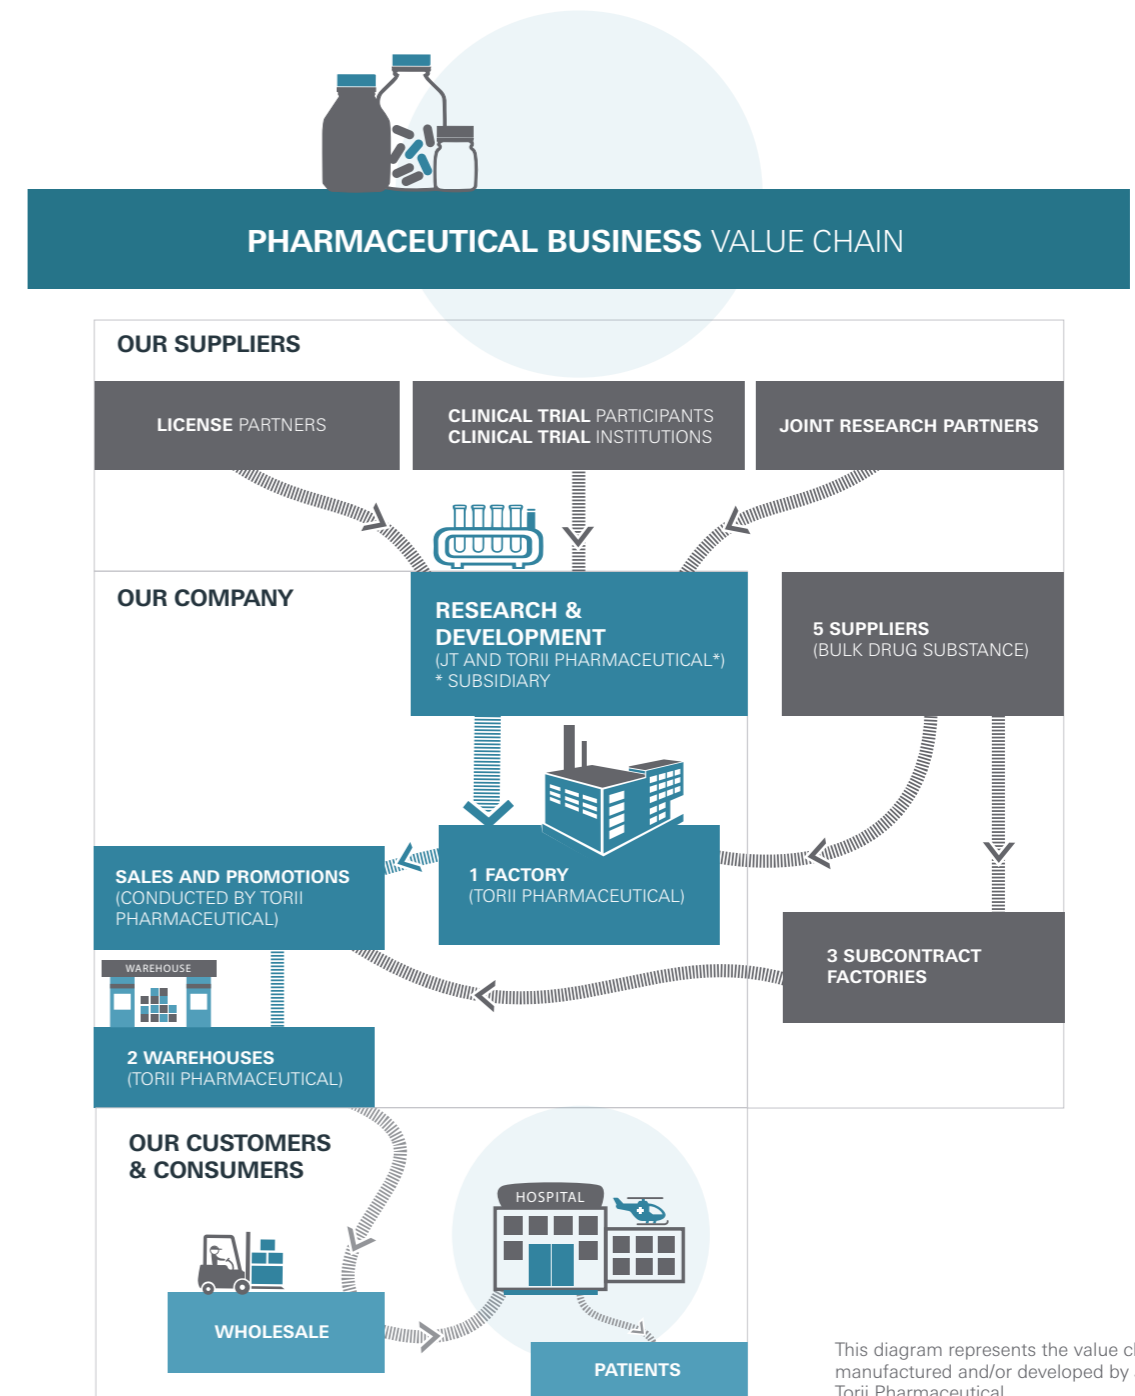 PHARMACEUTICAL BUSINESS VALUE CHAIN
OUR SUPPLIERS
LICENSE PARTNERS
CLINICAL TRIAL PARTICIPANTS
CLINICAL TRIAL INSTITUTIONS
JOINT RESEARCH PARTNERS
OUR COMPANY
RESEARCH &
DEVELOPMENT
(JT AND TORII PHARMACEUTICAL*)
* SUBSIDIARY
5 SUPPLIERS
(BULK DRUG SUBSTANCE)
1 FACTORY
(TORII PHARMACEUTICAL)
SALES AND PROMOTIONS
(CONDUCTED BY TORII
PHARMACEUTICAL)
3 SUBCONTRACT
FACTORIES
WAREHOUSE
2 WAREHOUSES
(TORII PHARMACEUTICAL)
OUR CUSTOMERS
& CONSUMERS
HOSPITAL
WHOLESALE
PATIENTS
This diagram represents the value
manufactured and/or developed by
Torii Pharmaceutical